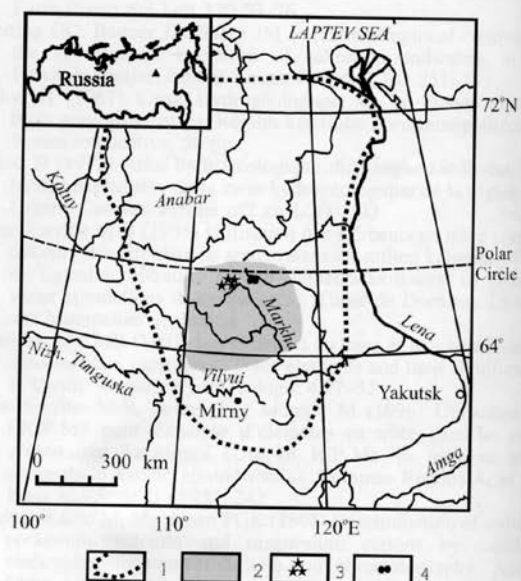 LAPTEV SEA
Russia
72°N
Kotuy
Anabar
Polar
Circle
Markha
Lena
64°
Nizh. Tunguska
Vilyui
Mirny
Yakutsk
Amga
0 300 km
100° 110° 120°E
1 2 3